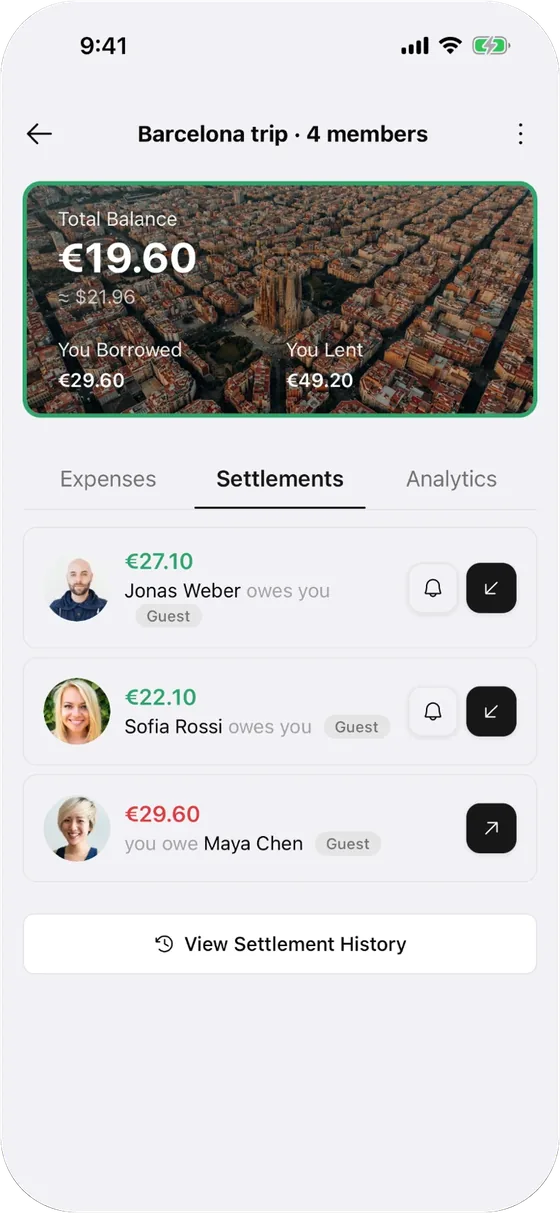 9:41
Barcelona trip · 4 members
Total Balance
€19.60
≈ $21.96
You Borrowed
You Lent
€29.60
€49.20
Expenses
Settlements
Analytics
€27.10
Jonas Weber owes you
Guest
€22.10
Sofia Rossi owes you Guest
€29.60
you owe Maya Chen Guest
View Settlement History